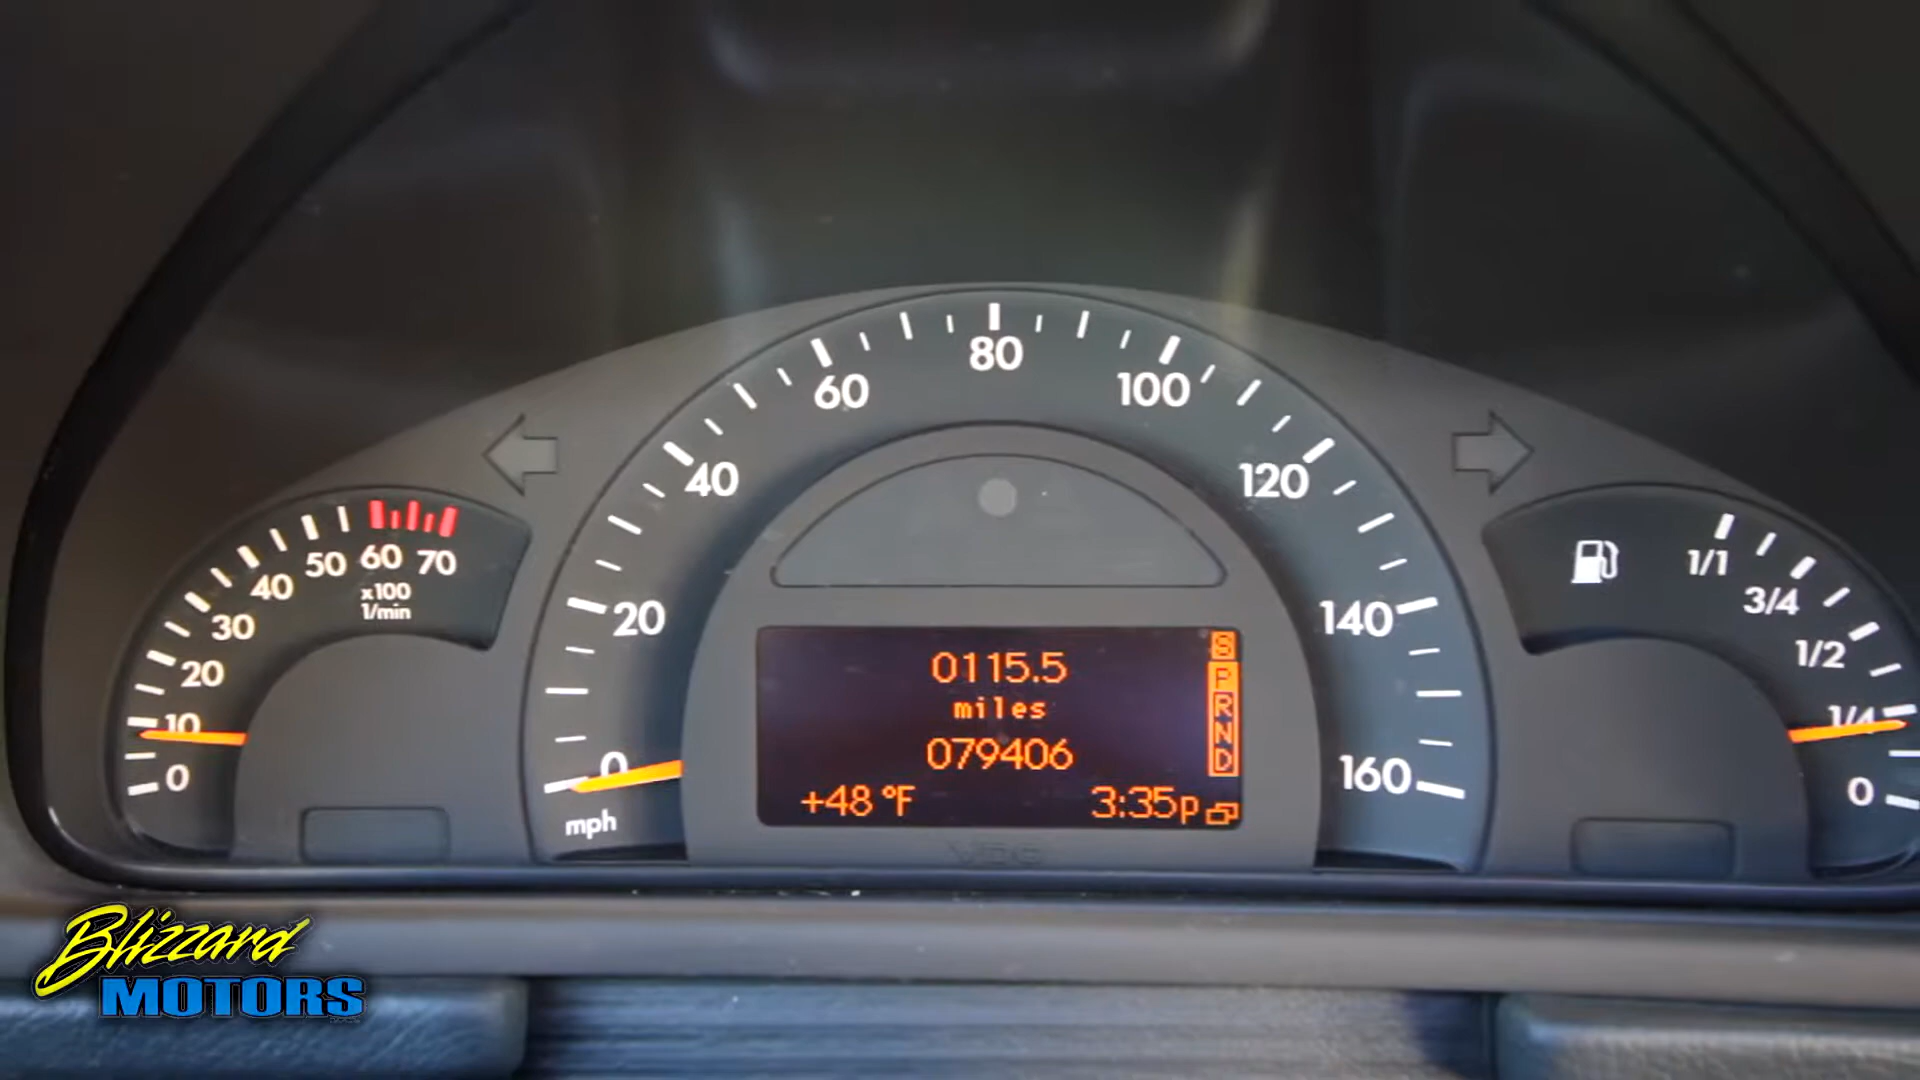 80
60
100
40
120
20
140
0
160
mph
70
60
50
40
30
20
10
0
x100
1/min
1/1
3/4
1/2
1/4
0
0115.5
miles
079406
+48°F
3:35p
S
P
R
N
D
VDO
Blizzard
MOTORS